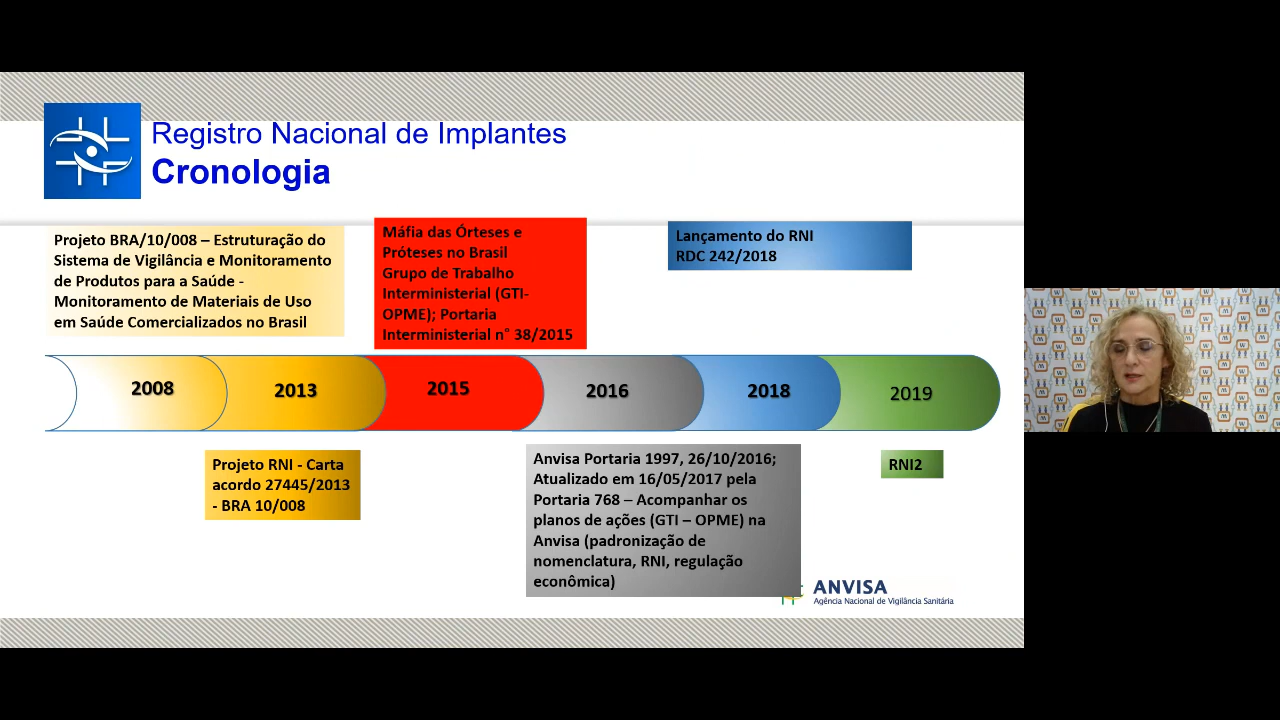 Registro Nacional de Implantes
Cronologia
Projeto BRA/10/008 – Estruturação do
Sistema de Vigilância e Monitoramento
de Produtos para a Saúde -
Monitoramento de Materiais de Uso
em Saúde Comercializados no Brasil
Máfia das Órteses e
Próteses no Brasil
Grupo de Trabalho
Interministerial (GTI-
OPME); Portaria
Interministerial n° 38/2015
Lançamento do RNI
RDC 242/2018
2008
2013
2015
2016
2018
2019
Projeto RNI - Carta
acordo 27445/2013
- BRA 10/008
Anvisa Portaria 1997, 26/10/2016;
Atualizado em 16/05/2017 pela
Portaria 768 – Acompanhar os
planos de ações (GTI – OPME) na
Anvisa (padronização de
nomenclatura, RNI, regulação
econômica)
RNI2
ANVISA
Agência Nacional de Vigilância Sanitária